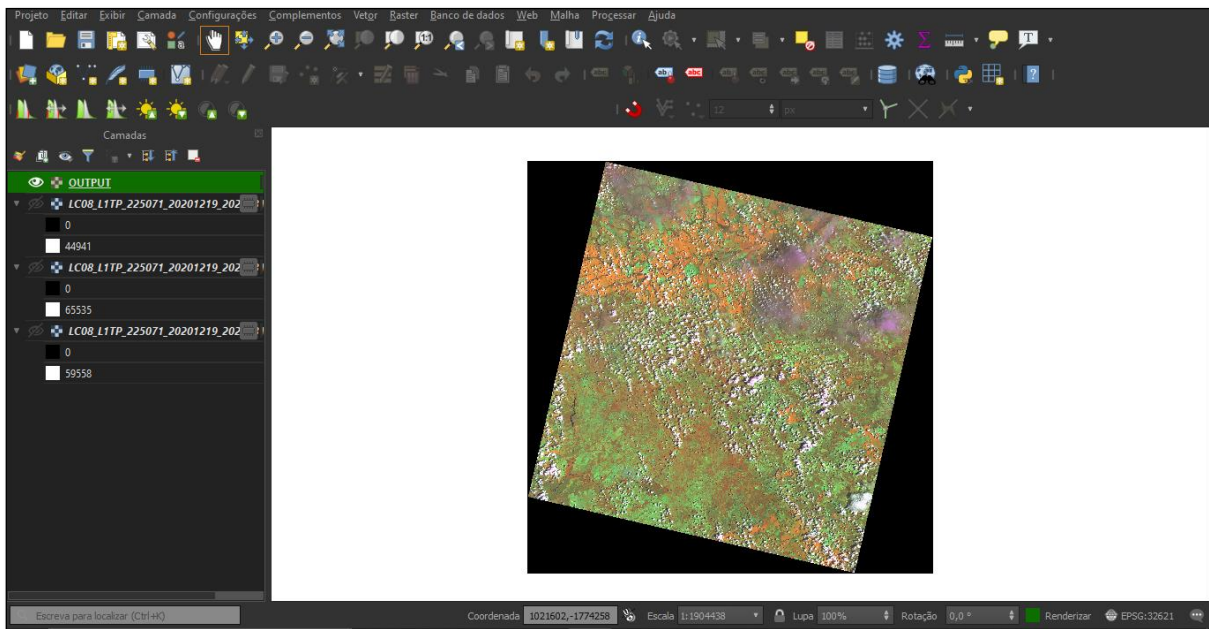 Projeto Editar Exibir Camada Configurações Complementos Vetor Raster Banco de dados Web Malha Processar Ajuda
12 px
Camadas
OUTPUT
LC08_L1TP_225071_20201219_202
0
44941
LC08_L1TP_225071_20201219_202
0
65535
LC08_L1TP_225071_20201219_202
0
59558
Escreva para localizar (Ctrl+K) Coordenada 1021602,-1774258 Escala 1:1904438 Lupa 100% Rotação 0,0 ° Renderizar EPSG:32621